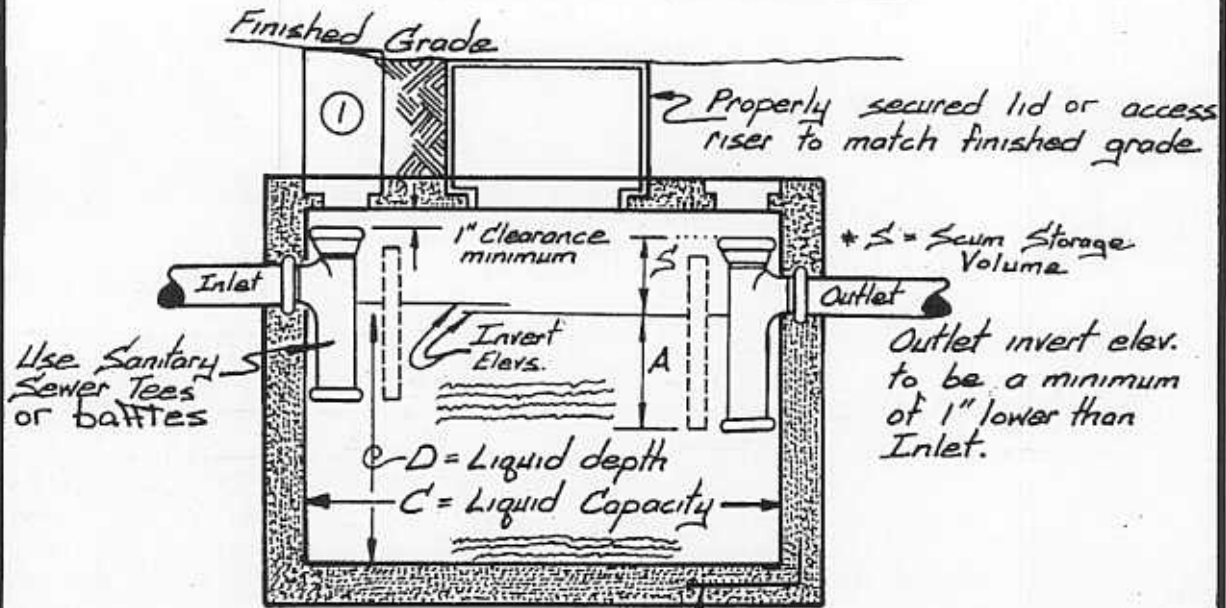 Finished Grade
1
Properly secured lid or access
riser to match finished grade
1" Clearance
minimum
S
* S = Scum Storage
Volume
Inlet
Outlet
Invert
Elevs.
A
Use Sanitary
Sewer Tees
or baffles
Outlet invert elev.
to be a minimum
of 1" lower than
Inlet.
D = Liquid depth
C = Liquid Capacity